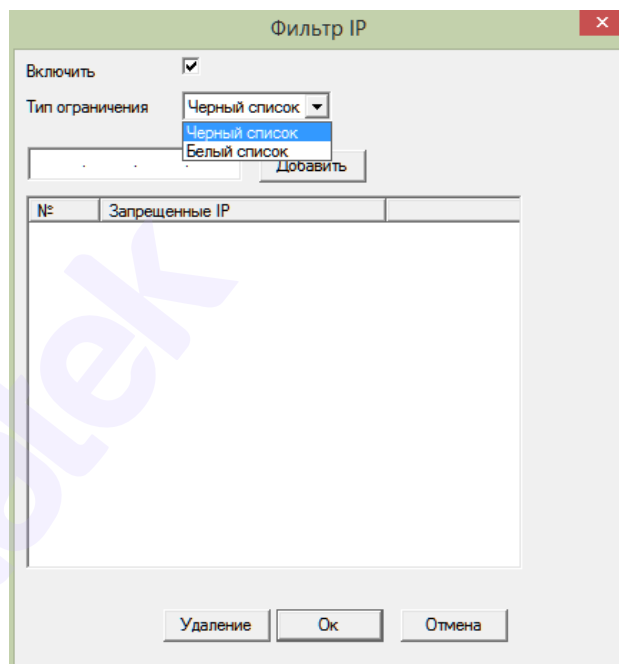 Фильтр IP
Включить
Тип ограничения Черный список
Черный список
Белый список
. . . Добавить
№ Запрещенные IP
Удаление Ок Отмена